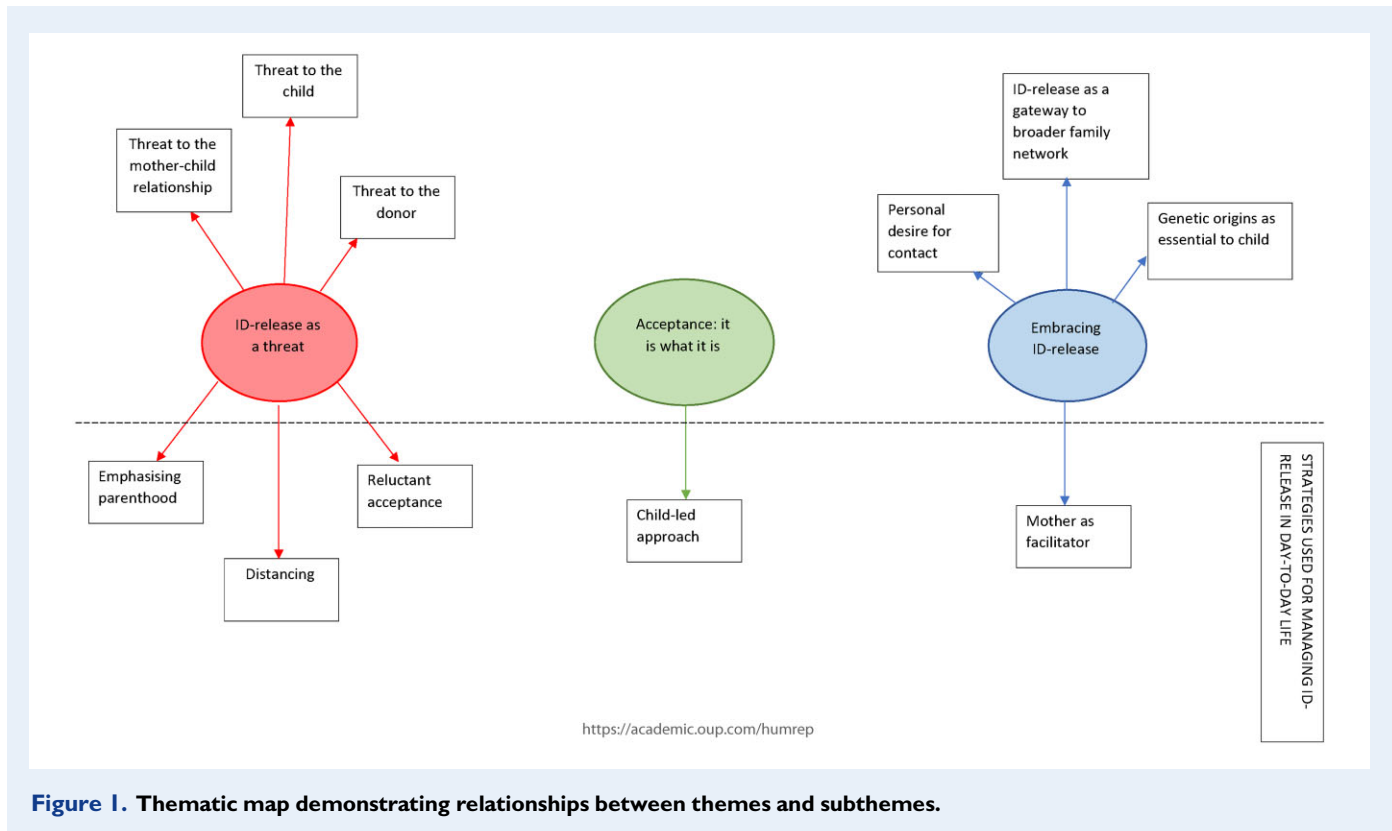 Threat to the
child
Threat to the
mother-child
relationship
Threat to the
donor
ID-release as
a threat
Emphasising
parenthood
Distancing
Reluctant
acceptance
Acceptance: it
is what it is
Child-led
approach
ID-release as a
gateway to
broader family
network
Personal
desire for
contact
Genetic origins as
essential to child
Embracing
ID-release
Mother as
facilitator
STRATEGIES USED FOR MANAGING ID-
RELEASE IN DAY-TO-DAY LIFE
https://academic.oup.com/humrep
Figure 1. Thematic map demonstrating relationships between themes and subthemes.